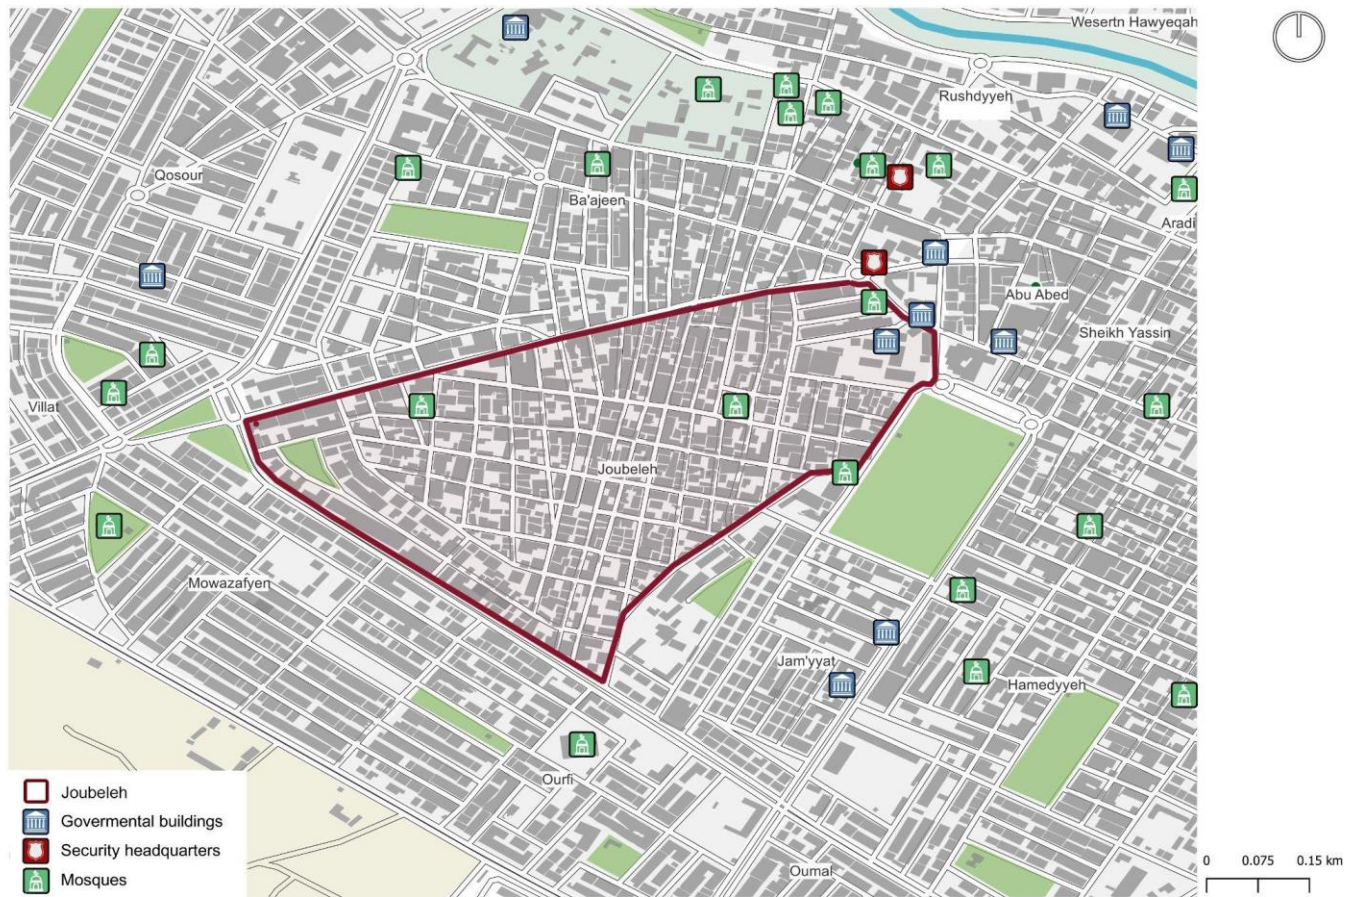 Wesertn Hawyeqah
Rushdyyeh
Qosour
Ba'ajeen
Aradi
Abu Abed
Sheikh Yassin
Villat
Joubeleh
Mowazafyen
Jam'yyat
Hamedyyeh
Ourfi
Oumal
Joubeleh
Govermental buildings
Security headquarters
Mosques
0 0.075 0.15 km